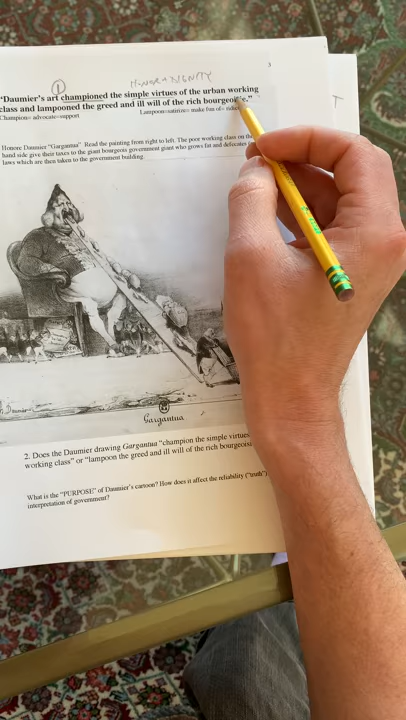 ① HONOR & DIGNITY
"Daumier's art championed the simple virtues of the urban working
class and lampooned the greed and ill will of the rich bourgeoisie."
Champion= advocate=support Lampoon=satirize= make fun of=
T
Honore Daumier "Gargantua" Read the painting from right to left. The poor working class on the
hand side give their taxes to the giant bourgeois government giant who grows fat and defecates
laws which are then taken to the government building.
Gargantua
2. Does the Daumier drawing Gargantua "champion the simple virtues
working class" or "lampoon the greed and ill will of the rich bourgeoisie
What is the "PURPOSE" of Daumier's cartoon? How does it affect the reliability ("truth")
interpretation of government?